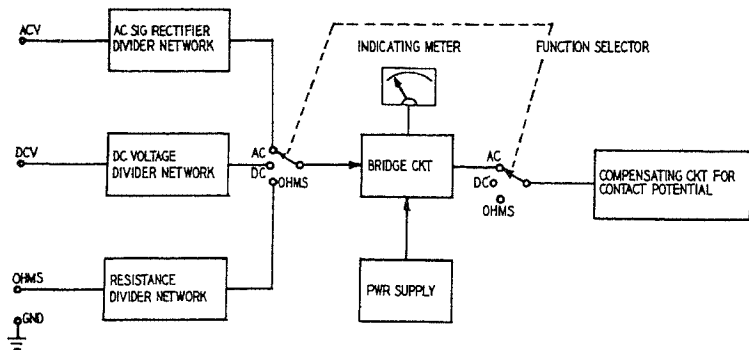 ACV
AC SIG RECTIFIER
DIVIDER NETWORK
INDICATING METER
FUNCTION SELECTOR
DCV
DC VOLTAGE
DIVIDER NETWORK
AC
DC
OHMS
BRIDGE CKT
AC
DC
OHMS
COMPENSATING CKT FOR
CONTACT POTENTIAL
OHMS
RESISTANCE
DIVIDER NETWORK
GND
PWR SUPPLY